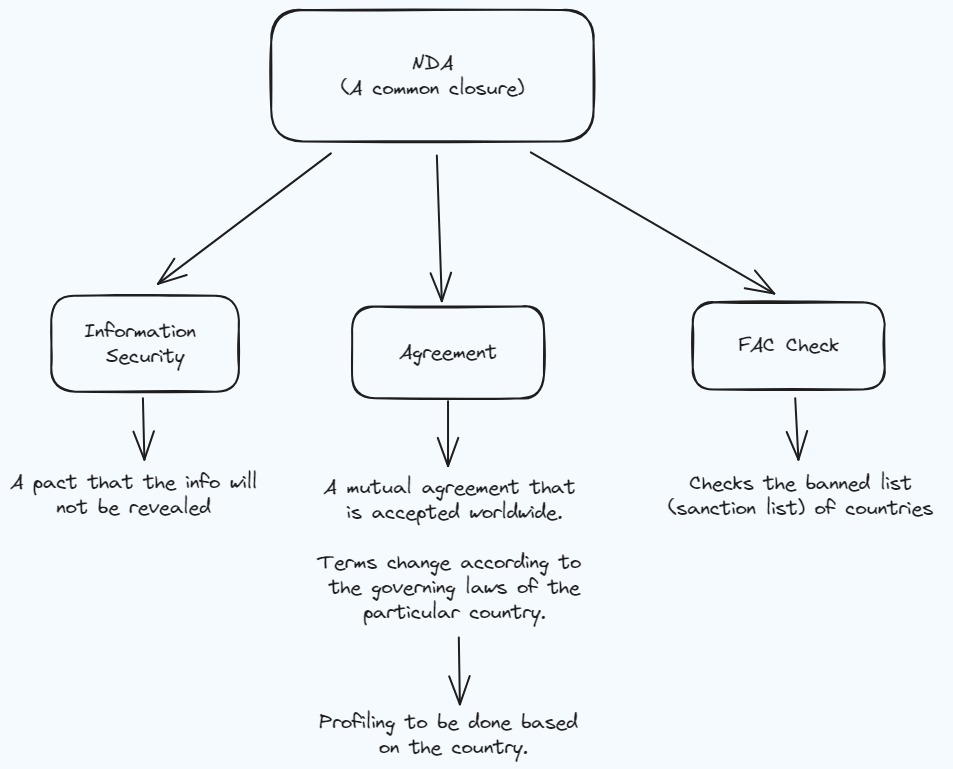 NDA
(A common closure)
Information
Security
Agreement
FAC Check
A pact that the info will
not be revealed
A mutual agreement that
is accepted worldwide.
Terms change according to
the governing laws of the
particular country.
Checks the banned list
(sanction list) of countries
Profiling to be done based
on the country.